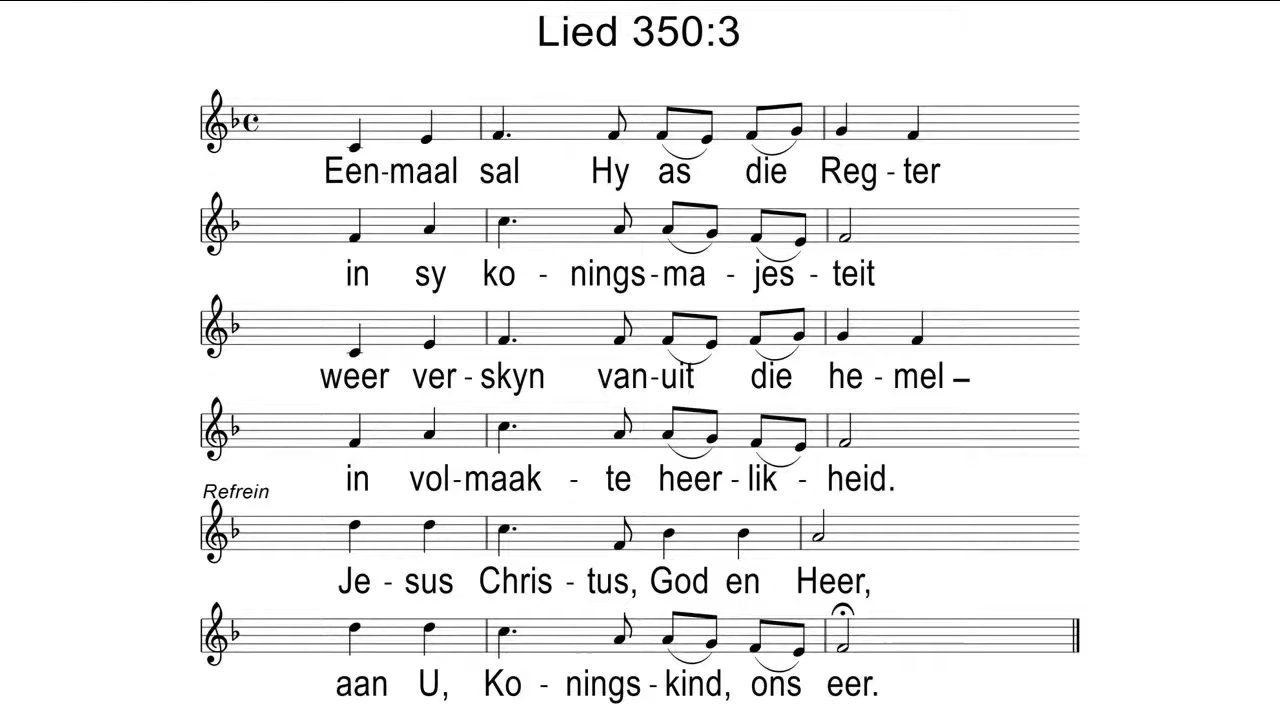 Lied 350:3
Een-maal sal Hy as die Reg - ter
in sy ko - nings-ma - jes - teit
weer ver - skyn van-uit die he - mel –
in vol-maak - te heer - lik - heid.
Refrein
Je - sus Chris - tus, God en Heer,
aan U, Ko - nings - kind, ons eer.